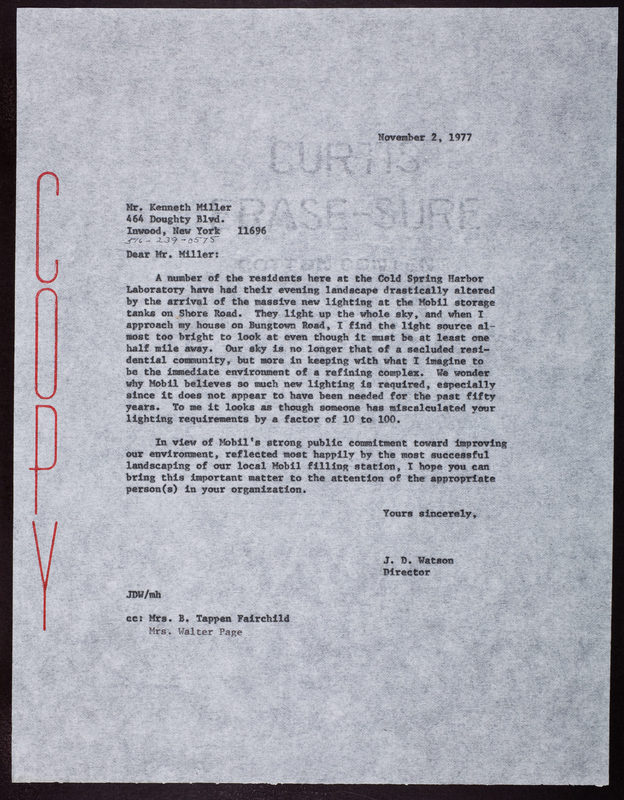 November 2, 1977
CURTIS
ERASE-SURE
Mr. Kenneth Miller
464 Doughty Blvd.
Inwood, New York 11696
516-239-0575
Dear Mr. Miller:
A number of the residents here at the Cold Spring Harbor
Laboratory have had their evening landscape drastically altered
by the arrival of the massive new lighting at the Mobil storage
tanks on Shore Road. They light up the whole sky, and when I
approach my house on Bungtown Road, I find the light source al-
most too bright to look at even though it must be at least one
half mile away. Our sky is no longer that of a secluded resi-
dential community, but more in keeping with what I imagine to
be the immediate environment of a refining complex. We wonder
why Mobil believes so much new lighting is required, especially
since it does not appear to have been needed for the past fifty
years. To me it looks as though someone has miscalculated your
lighting requirements by a factor of 10 to 100.
In view of Mobil's strong public commitment toward improving
our environment, reflected most happily by the most successful
landscaping of our local Mobil filling station, I hope you can
bring this important matter to the attention of the appropriate
person(s) in your organization.
Yours sincerely,
J. D. Watson
Director
JDW/mh
cc: Mrs. B. Tappen Fairchild
Mrs. Walter Page
COPY